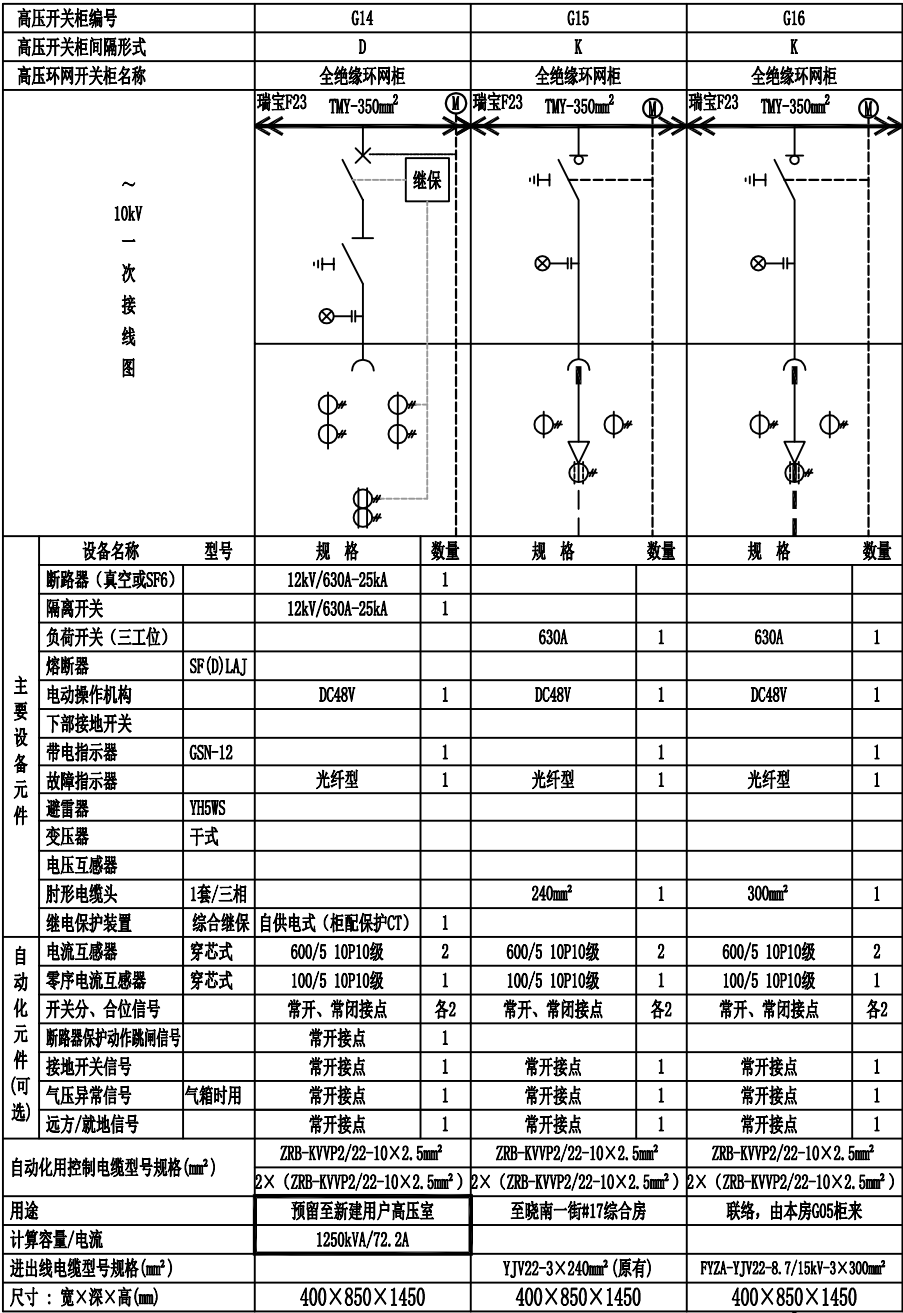 高压开关柜编号 G14 G15 G16
高压开关柜间隔形式 D K K
高压环网开关柜名称 全绝缘环网柜 全绝缘环网柜 全绝缘环网柜
瑞宝F23 TMY-350mm² M 瑞宝F23 TMY-350mm² M 瑞宝F23 TMY-350mm² M
继保
～
10kV
一
次
接
线
图
设备名称 型号 规 格 数量 规 格 数量 规 格 数量
主要设备元件
断路器（真空或SF6） 12kV/630A-25kA 1
隔离开关 12kV/630A-25kA 1
负荷开关（三工位） 630A 1 630A 1
熔断器 SF(D)LAJ
电动操作机构 DC48V 1 DC48V 1 DC48V 1
下部接地开关
带电指示器 GSN-12 1 1 1
故障指示器 光纤型 1 光纤型 1 光纤型 1
避雷器 YH5WS
变压器 干式
电压互感器
肘形电缆头 1套/三相 240mm² 1 300mm² 1
继电保护装置 综合继保 自供电式（柜配保护CT） 1
自动化元件(可选)
电流互感器 穿芯式 600/5 10P10级 2 600/5 10P10级 2 600/5 10P10级 2
零序电流互感器 穿芯式 100/5 10P10级 1 100/5 10P10级 1 100/5 10P10级 1
开关分、合位信号 常开、常闭接点 各2 常开、常闭接点 各2 常开、常闭接点 各2
断路器保护动作跳闸信号 常开接点 1
接地开关信号 常开接点 1 常开接点 1 常开接点 1
气压异常信号 气箱时用 常开接点 1 常开接点 1 常开接点 1
远方/就地信号 常开接点 1 常开接点 1 常开接点 1
自动化用控制电缆型号规格(mm²) ZRB-KVVP2/22-10×2.5mm² ZRB-KVVP2/22-10×2.5mm² ZRB-KVVP2/22-10×2.5mm²
2×（ZRB-KVVP2/22-10×2.5mm²） 2×（ZRB-KVVP2/22-10×2.5mm²） 2×（ZRB-KVVP2/22-10×2.5mm²）
用途 预留至新建用户高压室 至晓南一街#17综合房 联络，由本房G05柜来
计算容量/电流 1250kVA/72.2A
进出线电缆型号规格(mm²) YJV22-3×240mm²(原有) FYZA-YJV22-8.7/15kV-3×300mm²
尺寸 : 宽×深×高(mm) 400×850×1450 400×850×1450 400×850×1450